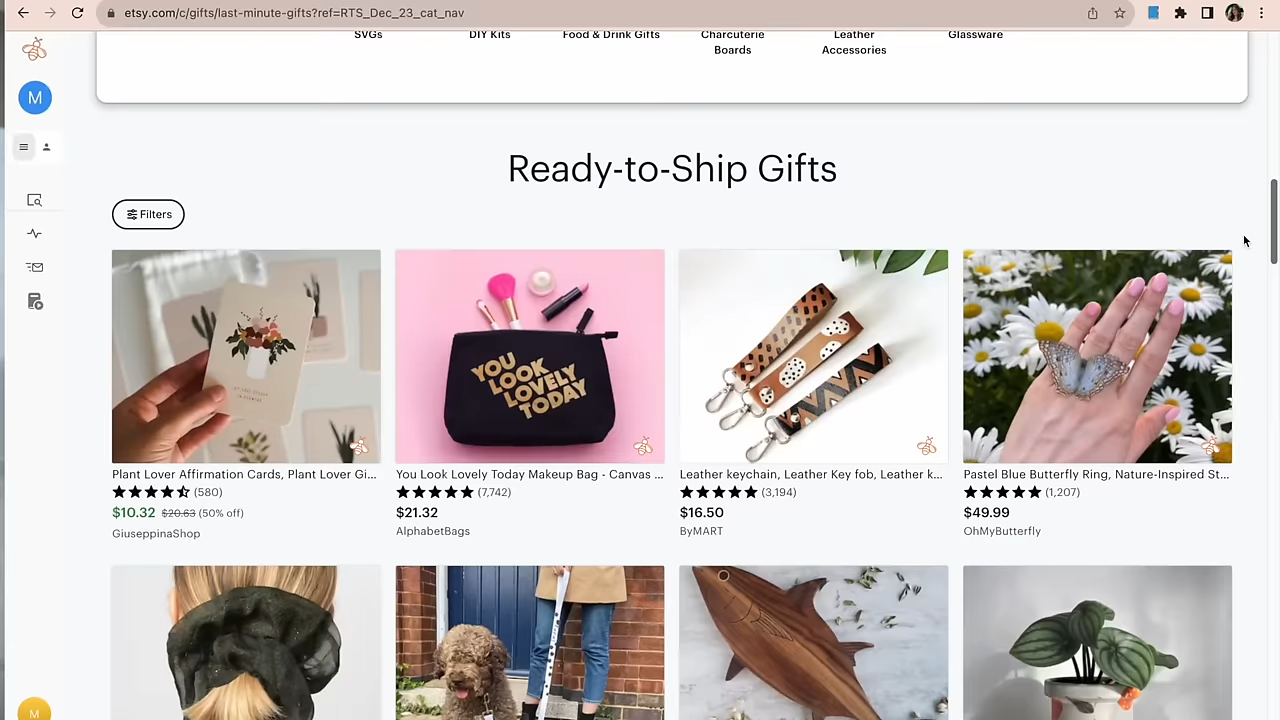 etsy.com/c/gifts/last-minute-gifts?ref=RTS_Dec_23_cat_nav
SVGs
DIY Kits
Food & Drink Gifts
Charcuterie
Boards
Leather
Accessories
Glassware
M
Ready-to-Ship Gifts
Filters
YOU
LOOK
LOVELY
TODAY
Plant Lover Affirmation Cards, Plant Lover Gi...
(580)
$10.32 $20.63 (50% off)
GiuseppinaShop
You Look Lovely Today Makeup Bag - Canvas ...
(7,742)
$21.32
AlphabetBags
Leather keychain, Leather Key fob, Leather k...
(3,194)
$16.50
ByMART
Pastel Blue Butterfly Ring, Nature-Inspired St...
(1,207)
$49.99
OhMyButterfly
M